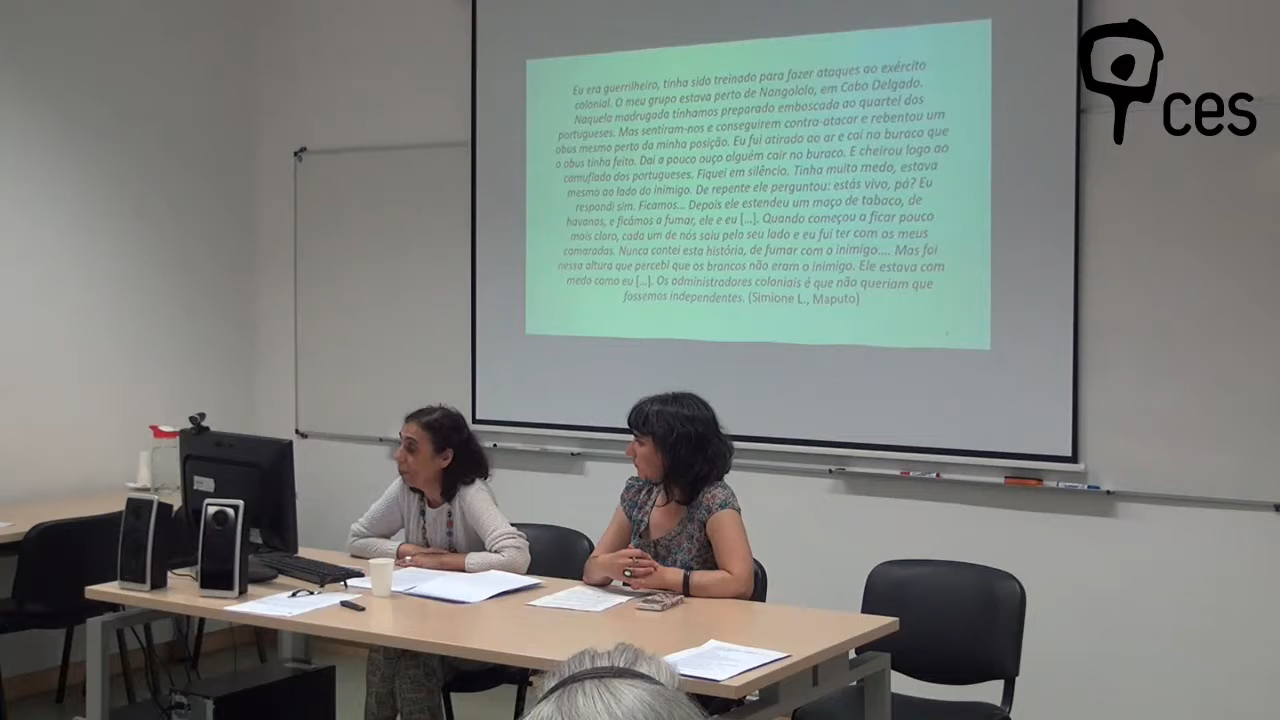 Eu era guerrilheiro, tinha sido treinado para fazer ataques ao exército
colonial. O meu grupo estava perto de Nangololo, em Cabo Delgado.
Naquela madrugada tínhamos preparado emboscada ao quartel dos
portugueses. Mas sentiram-nos e conseguirem contra-atacar e rebentou um
obus mesmo perto da minha posição. Eu fui atirado ao ar e caí no buraco que
o obus tinha feito. Daí a pouco ouço alguém cair no buraco. E cheirou logo ao
camuflado dos portugueses. Fiquei em silêncio. Tinha muito medo, estava
mesmo ao lado do inimigo. De repente ele perguntou: estás vivo, pá? Eu
respondi sim. Ficamos... Depois ele estendeu um maço de tabaco, de
havanos, e ficámos a fumar, ele e eu [...]. Quando começou a ficar pouco
mais claro, cada um de nós saiu pelo seu lado e eu fui ter com os meus
camaradas. Nunca contei esta história, de fumar com o inimigo.... Mas foi
nessa altura que percebi que os brancos não eram o inimigo. Ele estava com
medo como eu [...]. Os administradores coloniais é que não queriam que
fossemos independentes. (Simione L., Maputo)
ces